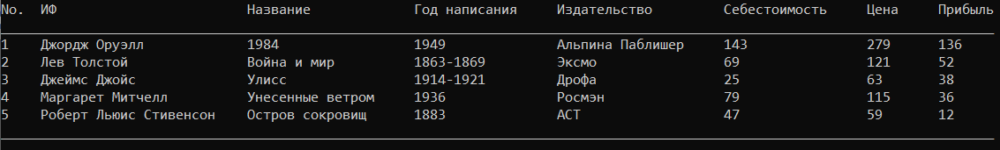 No. ИФ Название Год написания Издательство Себестоимость Цена Прибыль
1 Джордж Оруэлл 1984 1949 Альпина Паблишер 143 279 136
2 Лев Толстой Война и мир 1863-1869 Эксмо 69 121 52
3 Джеймс Джойс Улисс 1914-1921 Дрофа 25 63 38
4 Маргарет Митчелл Унесенные ветром 1936 Росмэн 79 115 36
5 Роберт Льюис Стивенсон Остров сокровищ 1883 АСТ 47 59 12